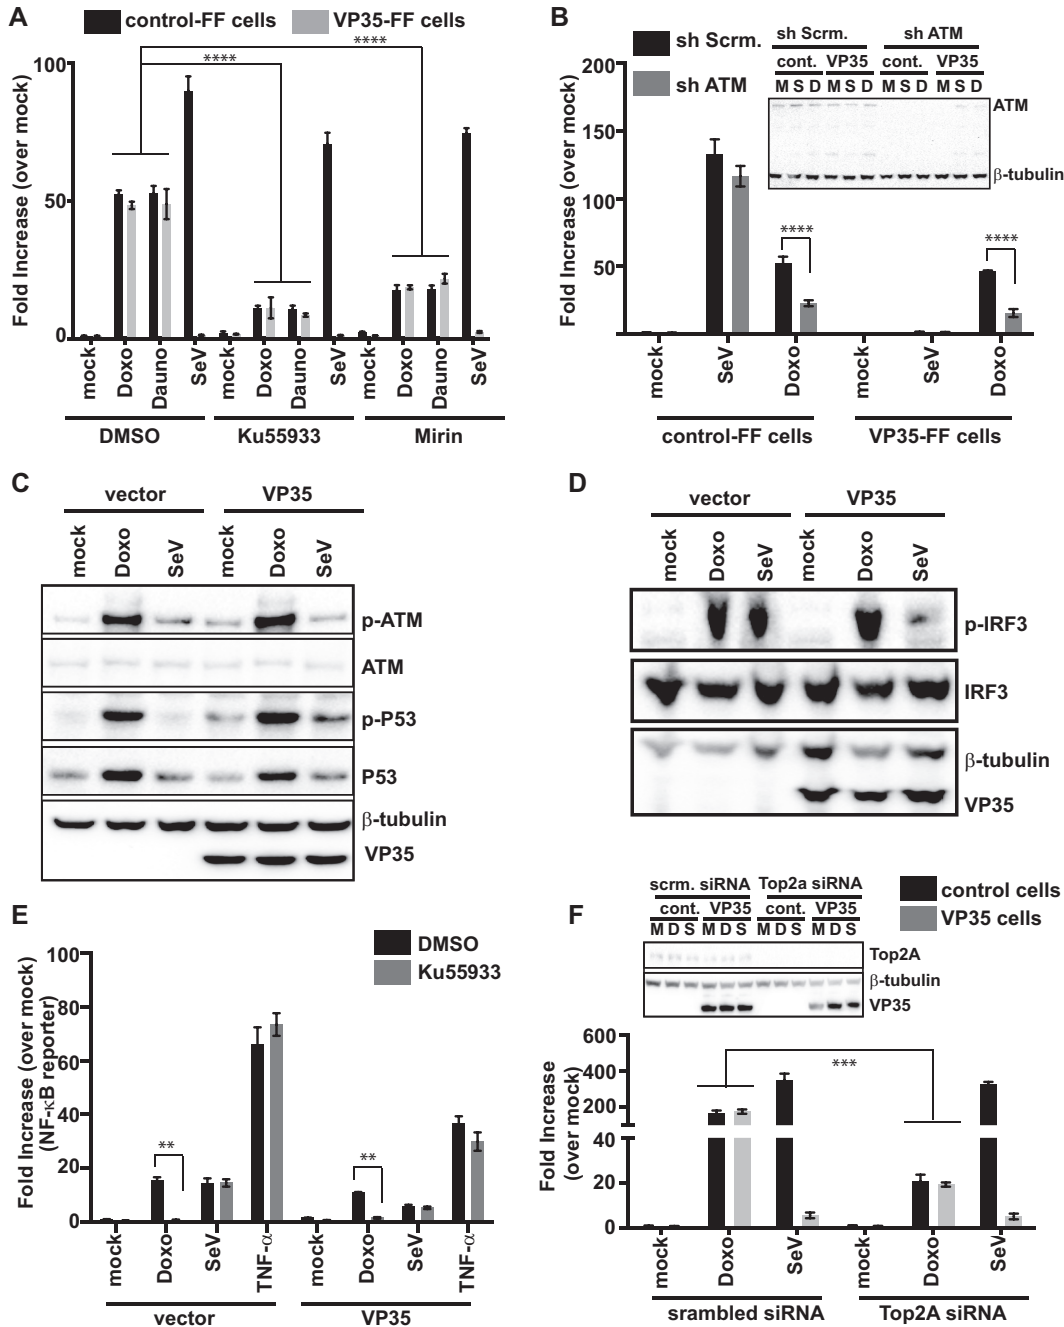 A
control-FF cells
VP35-FF cells
****
****
Fold Increase (over mock)
100
50
0
mock
Doxo
Dauno
SeV
mock
Doxo
Dauno
SeV
mock
Doxo
Dauno
SeV
DMSO
Ku55933
Mirin
B
sh Scrm.
sh ATM
sh Scrm.
sh ATM
cont. VP35 cont. VP35
M S D M S D M S D M S D
ATM
β-tubulin
Fold Increase (over mock)
200
150
100
50
****
****
mock
SeV
Doxo
mock
SeV
Doxo
control-FF cells
VP35-FF cells
C
vector
VP35
mock
Doxo
SeV
mock
Doxo
SeV
p-ATM
ATM
p-P53
P53
β-tubulin
VP35
D
vector
VP35
mock
Doxo
SeV
mock
Doxo
SeV
p-IRF3
IRF3
β-tubulin
VP35
E
DMSO
Ku55933
Fold Increase (over mock)
(NF-κB reporter)
100
80
60
40
20
0
**
**
mock
Doxo
SeV
TNF-α
mock
Doxo
SeV
TNF-α
vector
VP35
F
scrm. siRNA Top2a siRNA
cont. VP35 cont. VP35
M D S M D S M D S M D S
Top2A
β-tubulin
VP35
control cells
VP35 cells
Fold Increase
(over mock)
600
400
200
40
20
0
***
mock
Doxo
SeV
mock
Doxo
SeV
srambled siRNA
Top2A siRNA